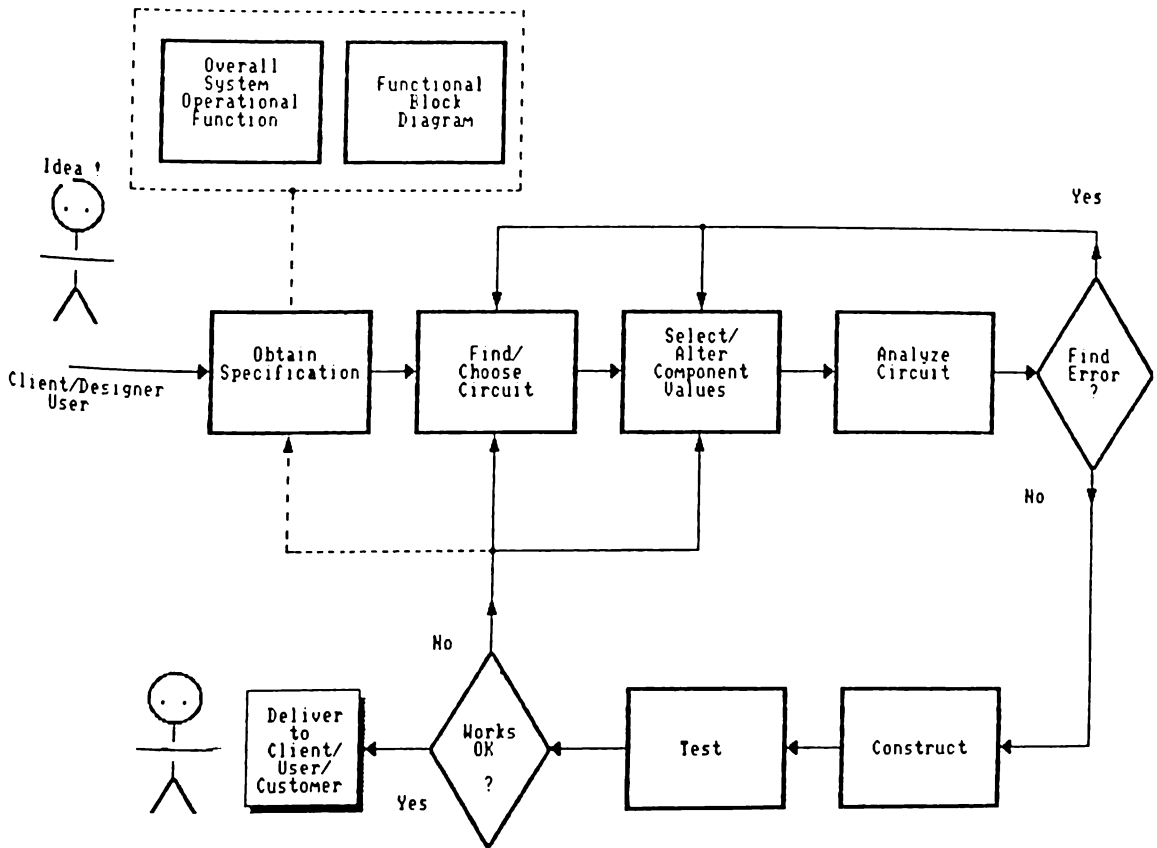 Overall
System
Operational
Function
Functional
Block
Diagram
Idea !
Yes
Obtain
Specification
Find/
Choose
Circuit
Select/
Alter
Component
Values
Analyze
Circuit
Find
Error
?
Client/Designer
User
No
No
Deliver
to
Client/
User/
Customer
Works
OK
?
Test
Construct
Yes